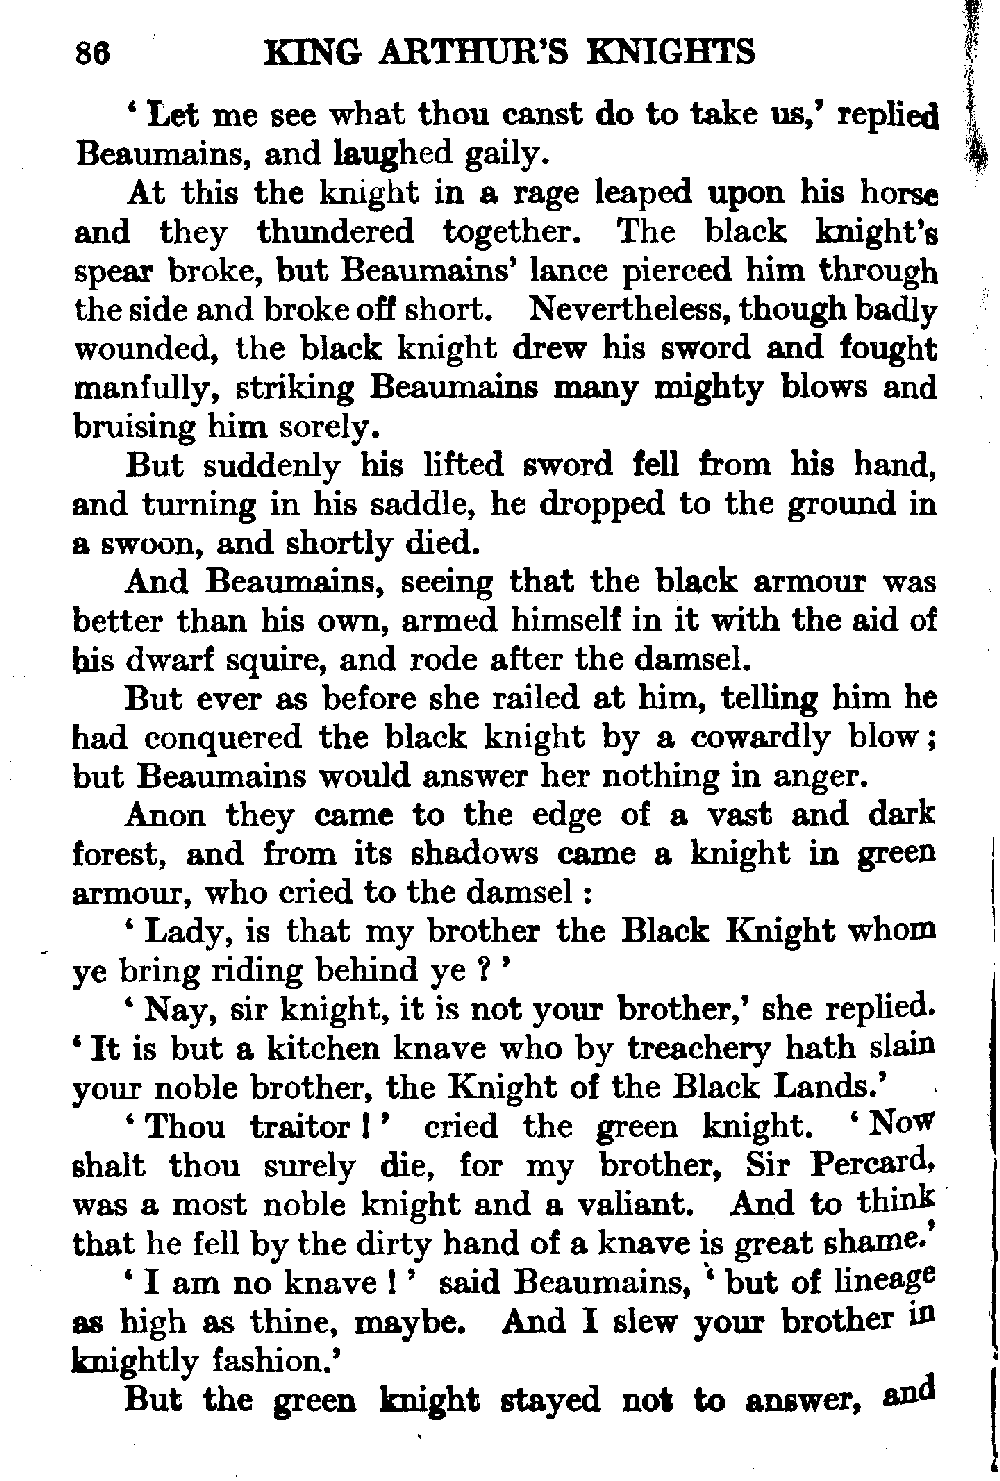 86 KING ARTHUR'S KNIGHTS
‘ Let me see what thou canst do to take us,’ replied
Beaumains, and laughed gaily.
At this the knight in a rage leaped upon his horse
and they thundered together. The black knight’s
spear broke, but Beaumains’ lance pierced him through
the side and broke off short. Nevertheless, though badly
wounded, the black knight drew his sword and fought
manfully, striking Beaumains many mighty blows and
bruising him sorely.
But suddenly his lifted sword fell from his hand,
and turning in his saddle, he dropped to the ground in
a swoon, and shortly died.
And Beaumains, seeing that the black armour was
better than his own, armed himself in it with the aid of
his dwarf squire, and rode after the damsel.
But ever as before she railed at him, telling him he
had conquered the black knight by a cowardly blow ;
but Beaumains would answer her nothing in anger.
Anon they came to the edge of a vast and dark
forest, and from its shadows came a knight in green
armour, who cried to the damsel :
‘ Lady, is that my brother the Black Knight whom
ye bring riding behind ye ? ’
‘ Nay, sir knight, it is not your brother,’ she replied.
‘ It is but a kitchen knave who by treachery hath slain
your noble brother, the Knight of the Black Lands.’
‘ Thou traitor ! ’ cried the green knight. ‘ Now
shalt thou surely die, for my brother, Sir Percard,
was a most noble knight and a valiant. And to think
that he fell by the dirty hand of a knave is great shame.’
‘ I am no knave ! ’ said Beaumains, ‘ but of lineage
as high as thine, maybe. And I slew your brother in
knightly fashion.’
But the green knight stayed not to answer, and